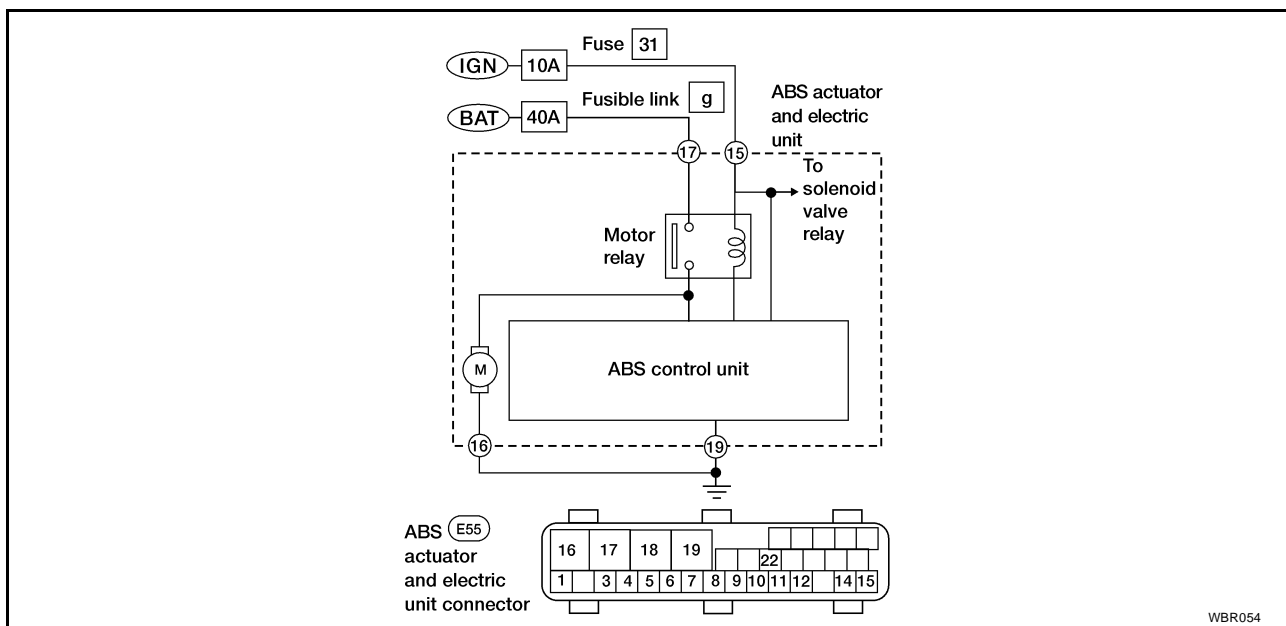 Fuse 31
IGN 10A
Fusible link g
BAT 40A
ABS actuator
and electric
unit
17 15
To
solenoid
valve
relay
Motor
relay
ABS control unit
M
16 19
ABS E55
actuator
and electric
unit connector
16 17 18 19
22
1 3 4 5 6 7 8 9 10 11 12 14 15
WBR054